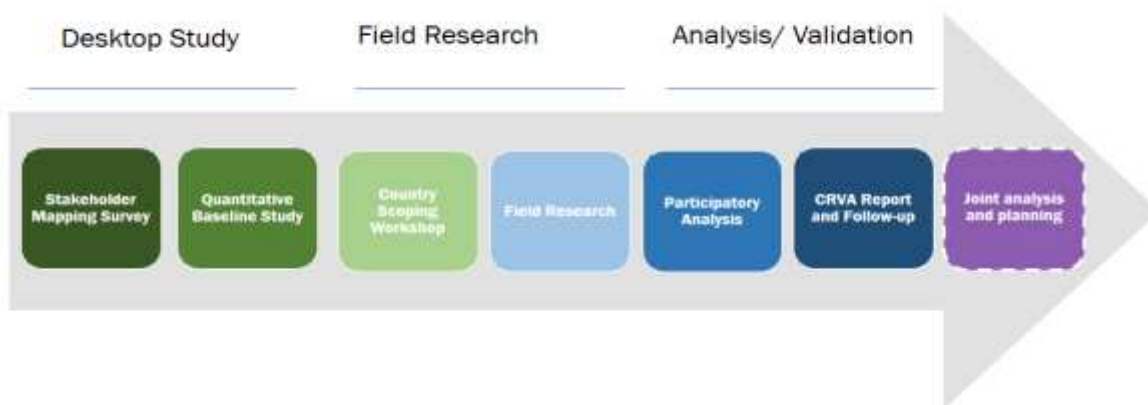 Desktop Study
Field Research
Analysis/ Validation
Stakeholder
Mapping Survey
Quantitative
Baseline Study
Country
Scoping
Workshop
Field Research
Participatory
Analysis
CRVA Report
and Follow-up
Joint analysis
and planning